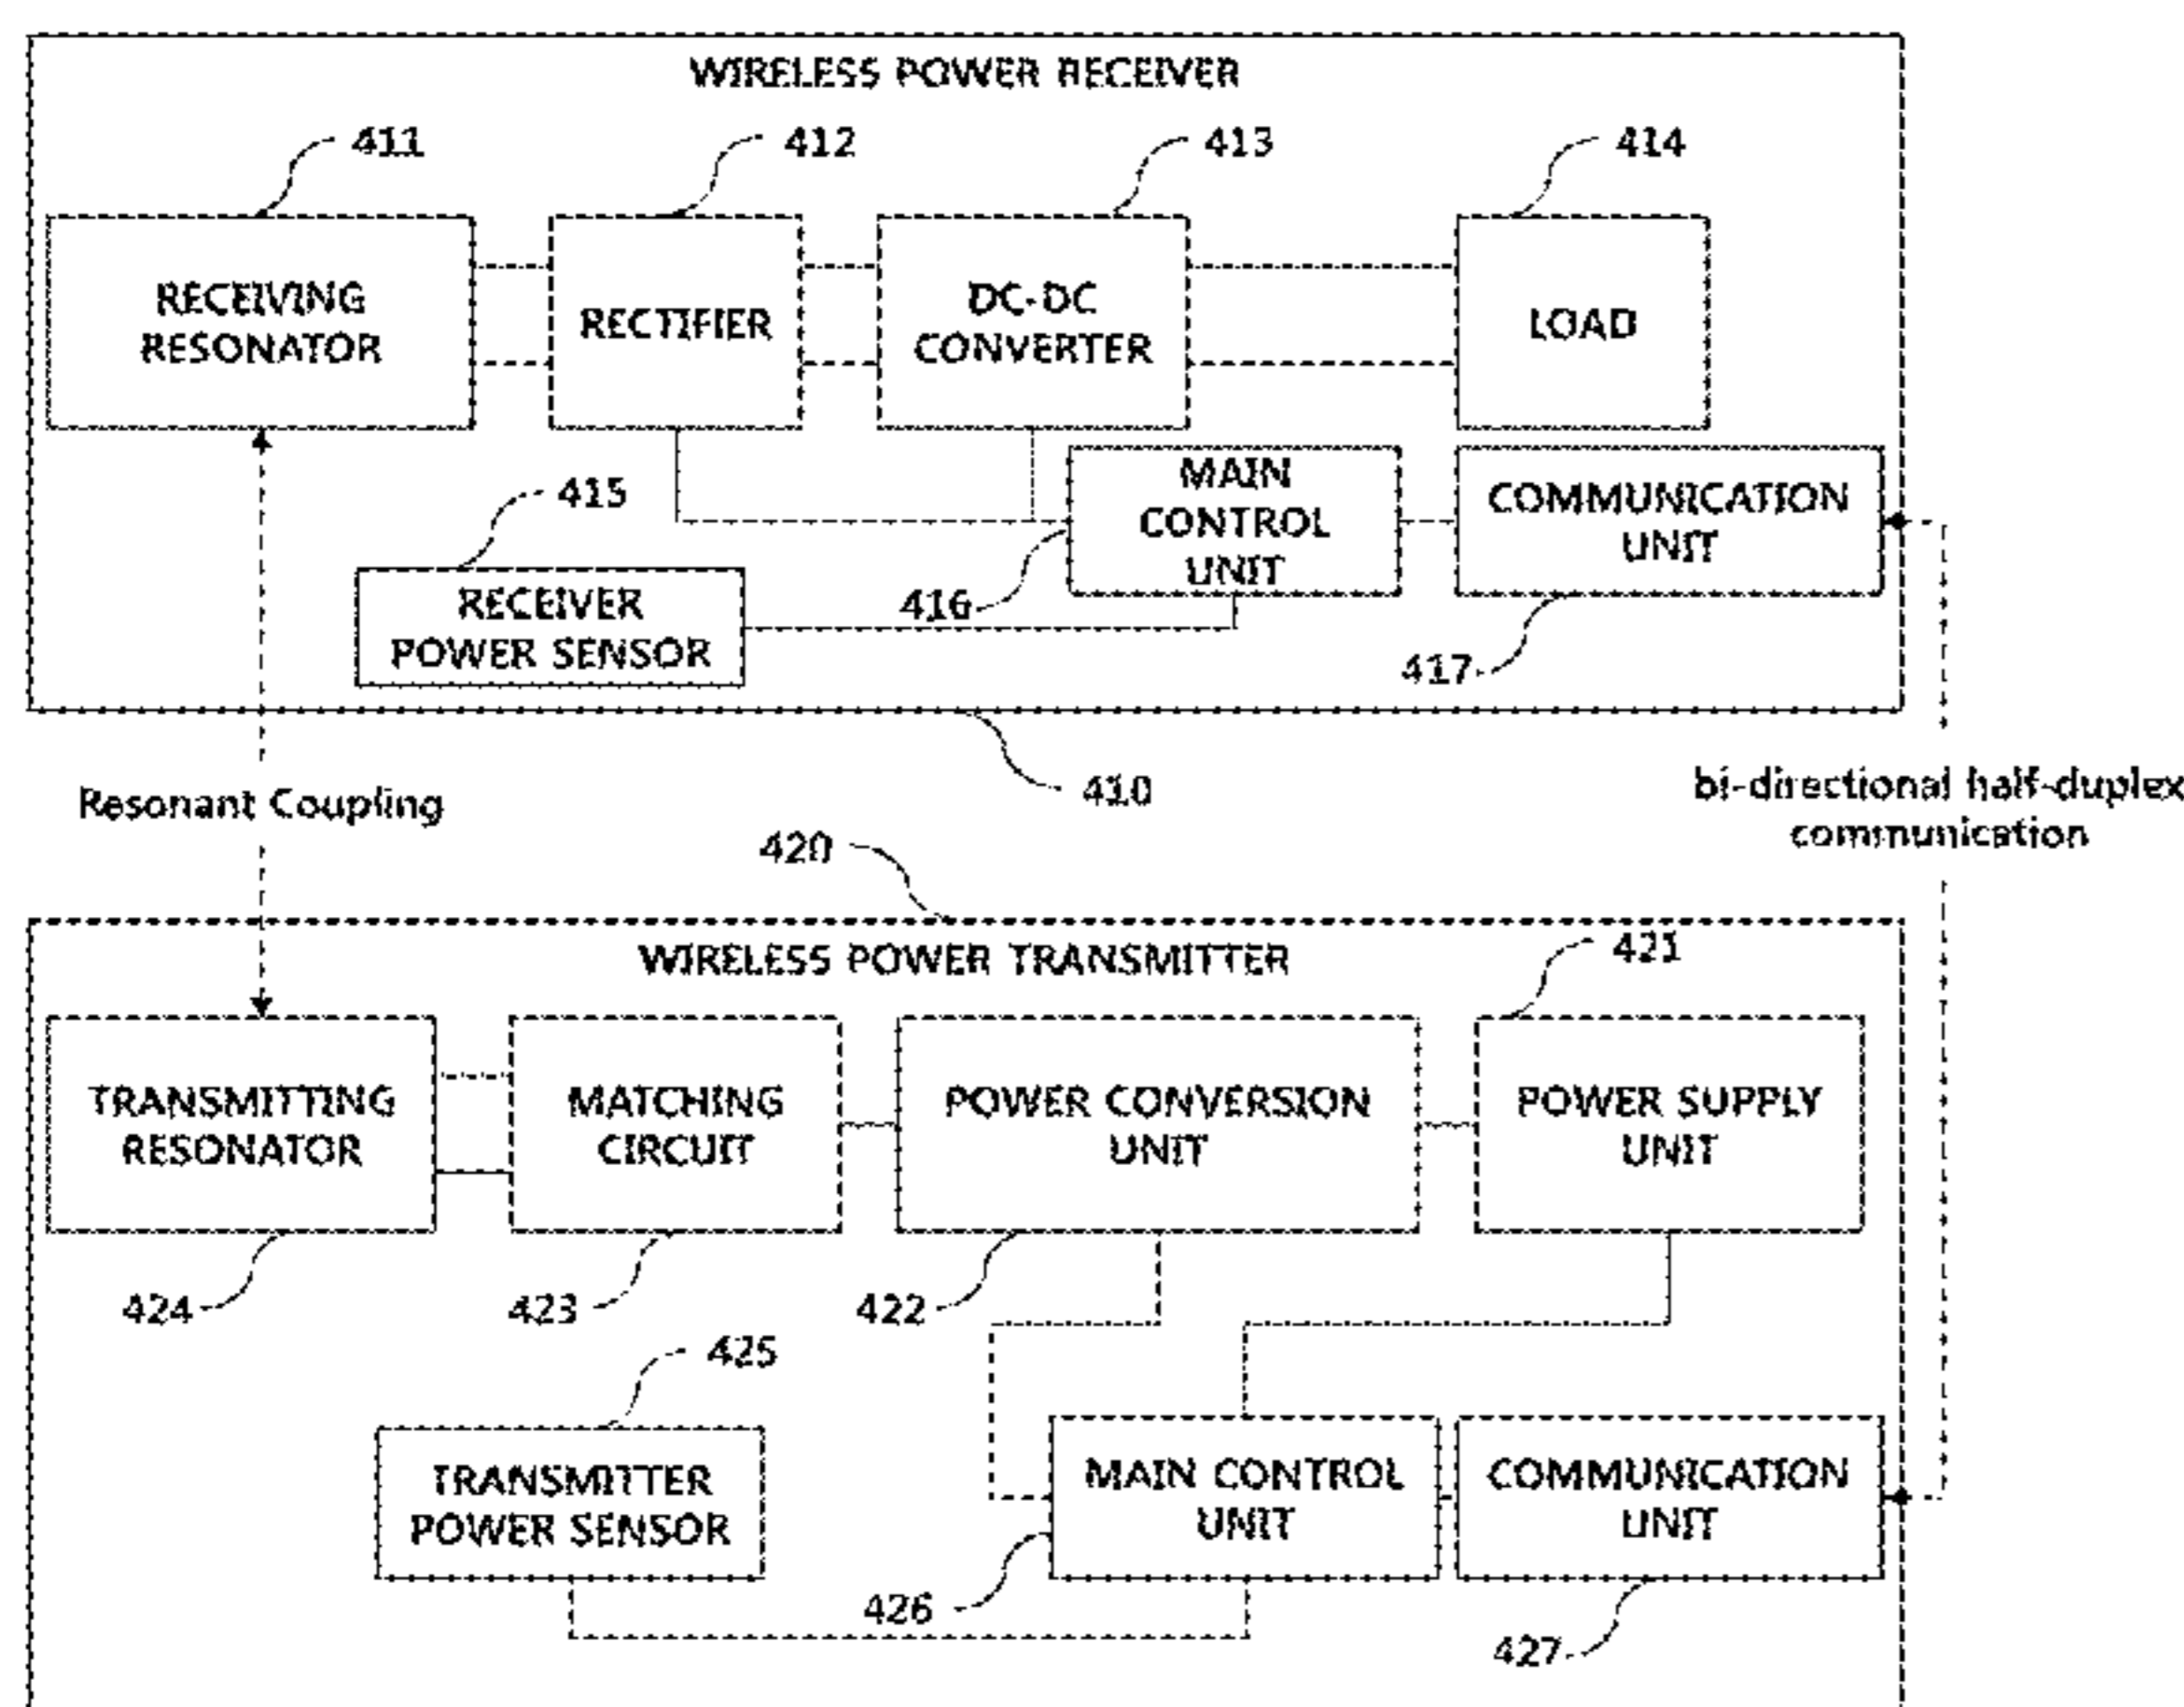 WIRELESS POWER RECEIVER
411
412
413
414
RECEIVING
RESONATOR
RECTIFIER
DC-DC
CONVERTER
LOAD
415
MAIN
CONTROL
UNIT
COMMUNICATION
UNIT
RECEIVER
POWER SENSOR
416
417
410
Resonant Coupling
bi-directional half-duplex
communication
420
WIRELESS POWER TRANSMITTER
421
TRANSMITTING
RESONATOR
MATCHING
CIRCUIT
POWER CONVERSION
UNIT
POWER SUPPLY
UNIT
424
423
422
425
TRANSMITTER
POWER SENSOR
MAIN CONTROL
UNIT
COMMUNICATION
UNIT
426
427